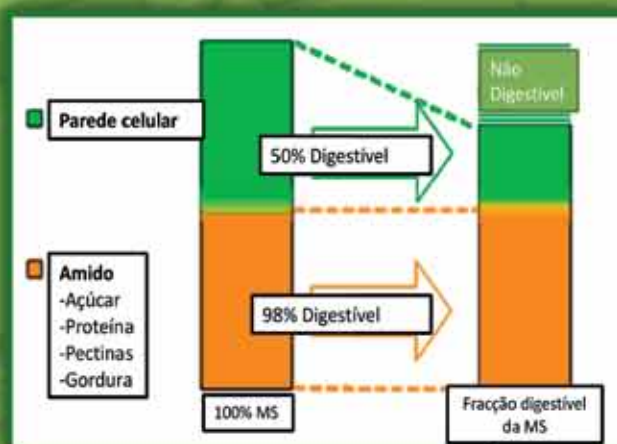 Não
Digestível
Parede celular
50% Digestível
Amido
-Açúcar
-Proteína
-Pectinas
-Gordura
98% Digestível
100% MS
Fracção digestível
da MS